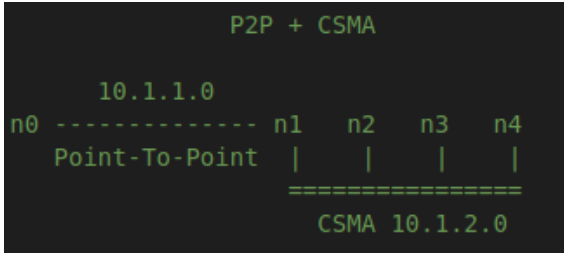 P2P + CSMA
10.1.1.0
n0 -------------- n1 n2 n3 n4
Point-To-Point | | | |
================
CSMA 10.1.2.0